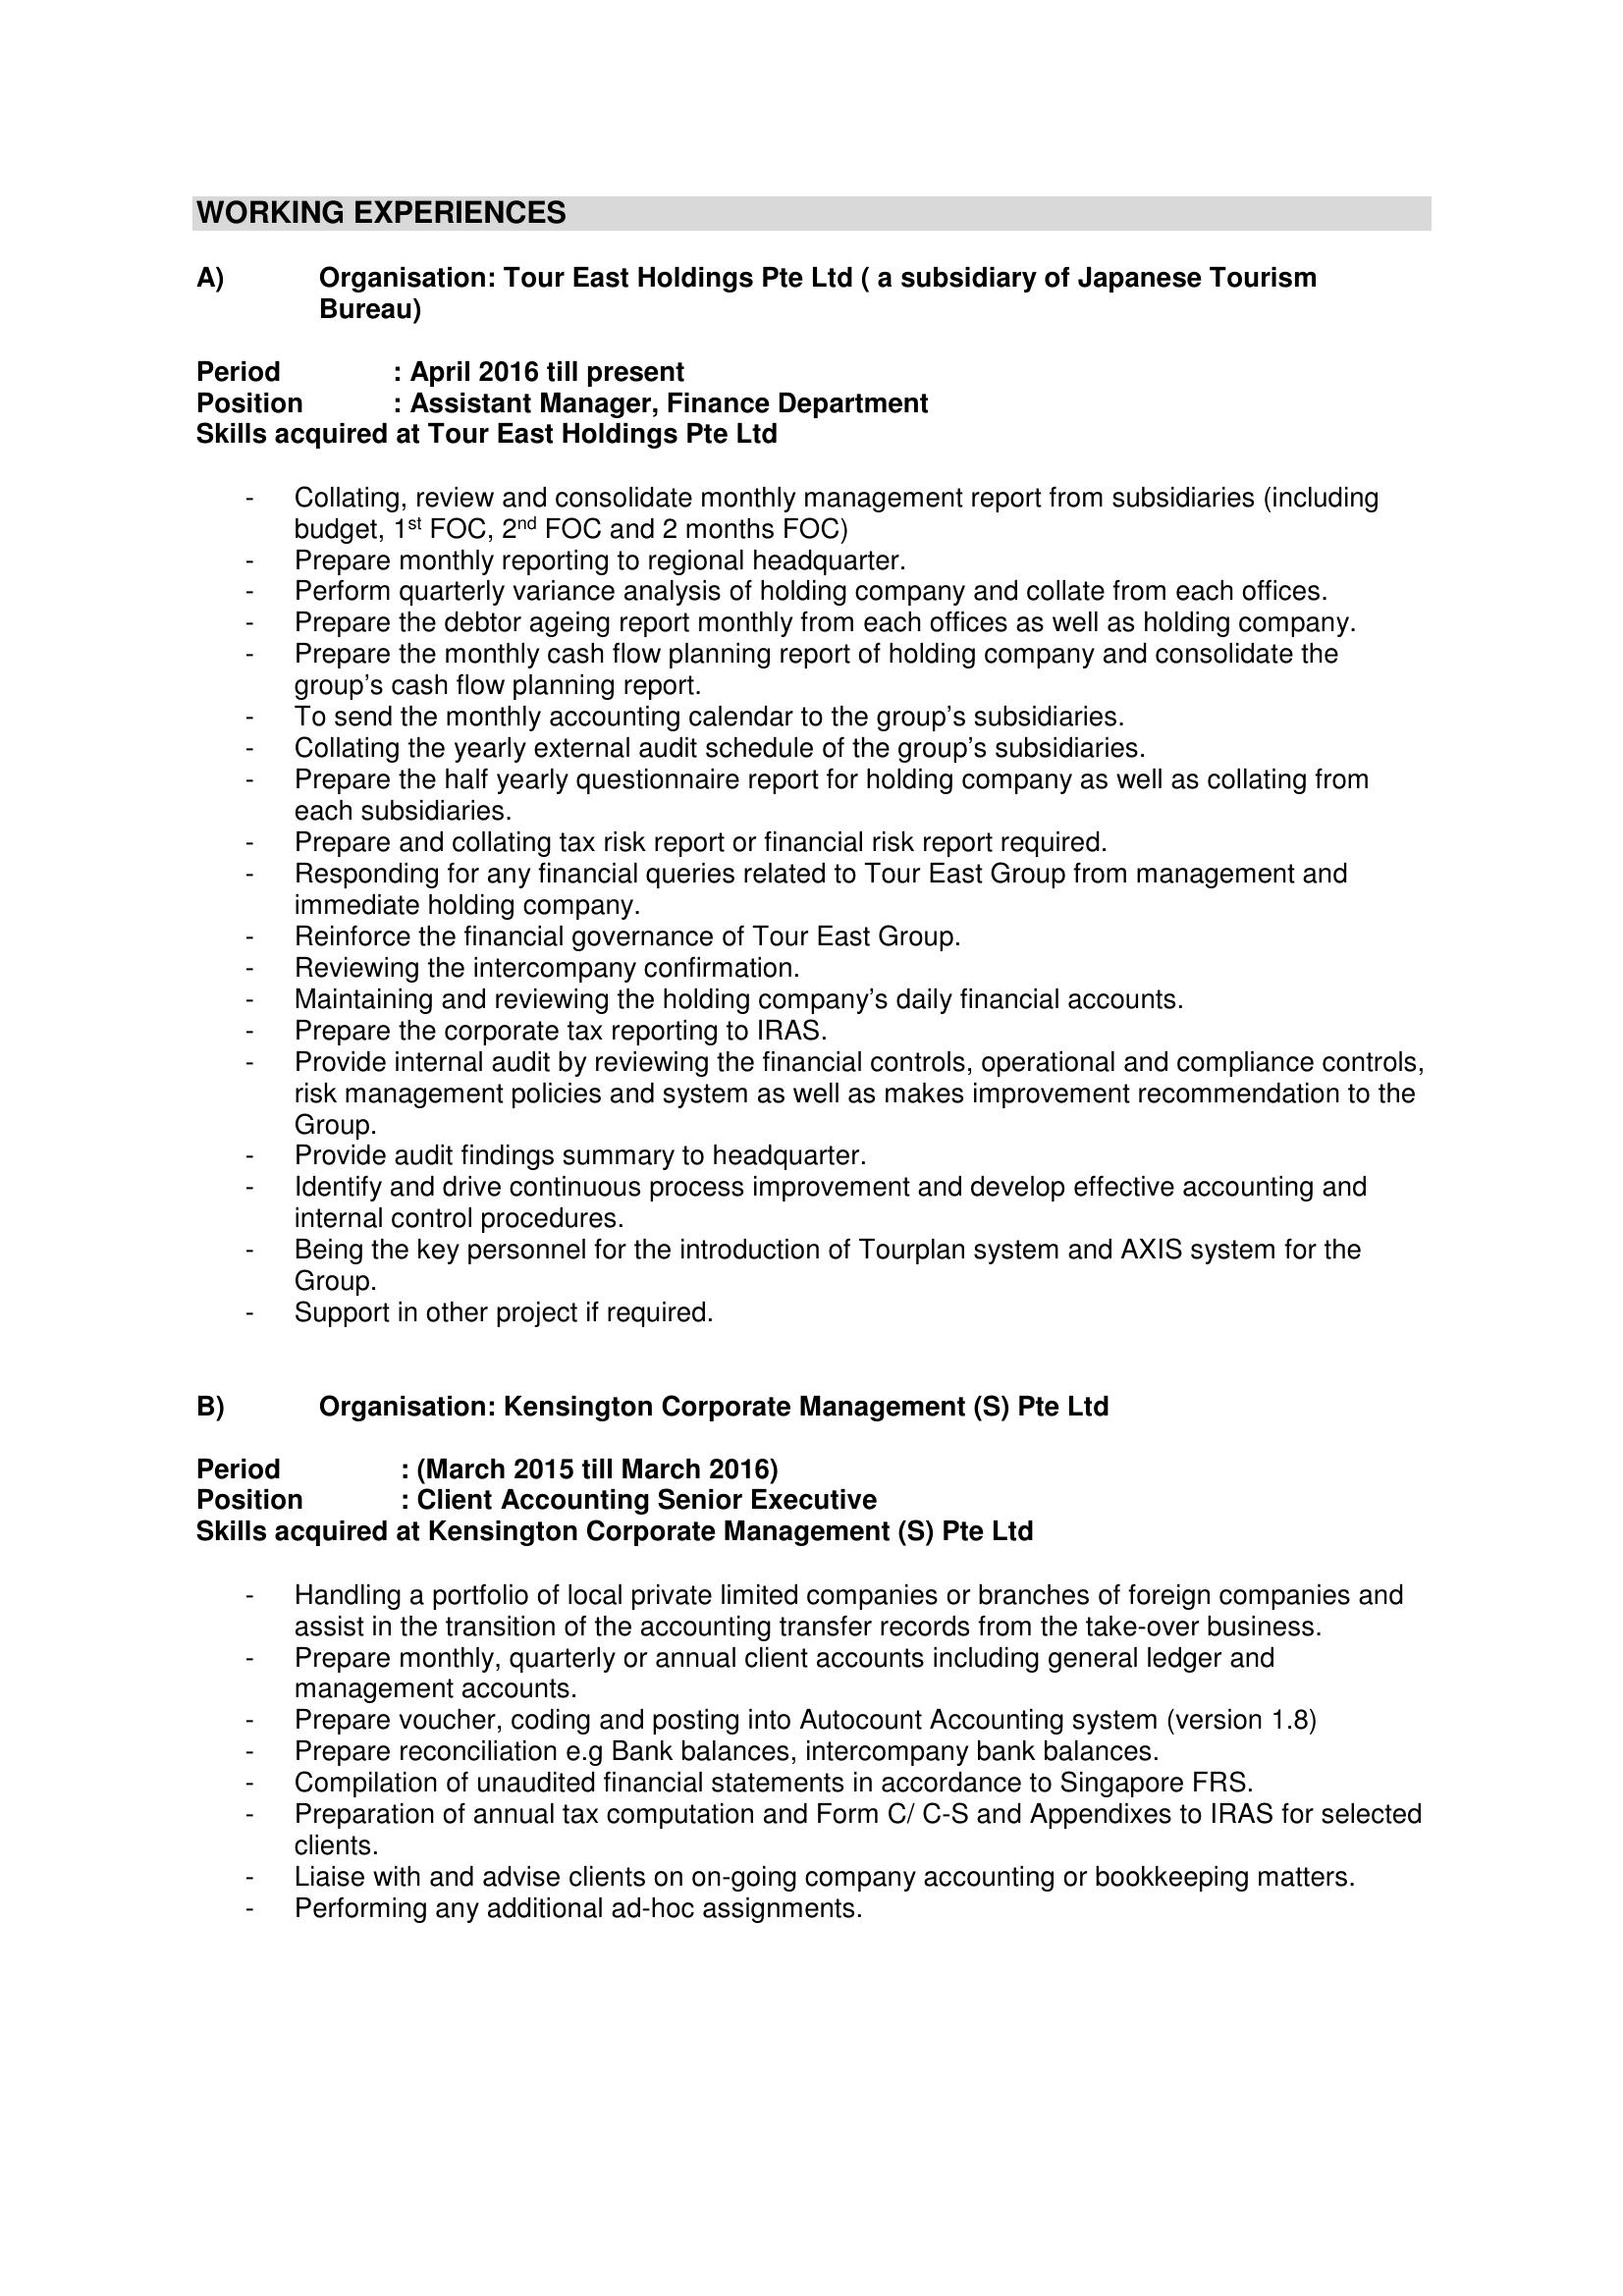 WORKING EXPERIENCES
A) Organisation: Tour East Holdings Pte Ltd ( a subsidiary of Japanese Tourism
Bureau)
Period : April 2016 till present
Position : Assistant Manager, Finance Department
Skills acquired at Tour East Holdings Pte Ltd
- Collating, review and consolidate monthly management report from subsidiaries (including
budget, 1st FOC, 2nd FOC and 2 months FOC)
- Prepare monthly reporting to regional headquarter.
- Perform quarterly variance analysis of holding company and collate from each offices.
- Prepare the debtor ageing report monthly from each offices as well as holding company.
- Prepare the monthly cash flow planning report of holding company and consolidate the
group’s cash flow planning report.
- To send the monthly accounting calendar to the group’s subsidiaries.
- Collating the yearly external audit schedule of the group’s subsidiaries.
- Prepare the half yearly questionnaire report for holding company as well as collating from
each subsidiaries.
- Prepare and collating tax risk report or financial risk report required.
- Responding for any financial queries related to Tour East Group from management and
immediate holding company.
- Reinforce the financial governance of Tour East Group.
- Reviewing the intercompany confirmation.
- Maintaining and reviewing the holding company’s daily financial accounts.
- Prepare the corporate tax reporting to IRAS.
- Provide internal audit by reviewing the financial controls, operational and compliance controls,
risk management policies and system as well as makes improvement recommendation to the
Group.
- Provide audit findings summary to headquarter.
- Identify and drive continuous process improvement and develop effective accounting and
internal control procedures.
- Being the key personnel for the introduction of Tourplan system and AXIS system for the
Group.
- Support in other project if required.
B) Organisation: Kensington Corporate Management (S) Pte Ltd
Period : (March 2015 till March 2016)
Position : Client Accounting Senior Executive
Skills acquired at Kensington Corporate Management (S) Pte Ltd
- Handling a portfolio of local private limited companies or branches of foreign companies and
assist in the transition of the accounting transfer records from the take-over business.
- Prepare monthly, quarterly or annual client accounts including general ledger and
management accounts.
- Prepare voucher, coding and posting into Autocount Accounting system (version 1.8)
- Prepare reconciliation e.g Bank balances, intercompany bank balances.
- Compilation of unaudited financial statements in accordance to Singapore FRS.
- Preparation of annual tax computation and Form C/ C-S and Appendixes to IRAS for selected
clients.
- Liaise with and advise clients on on-going company accounting or bookkeeping matters.
- Performing any additional ad-hoc assignments.